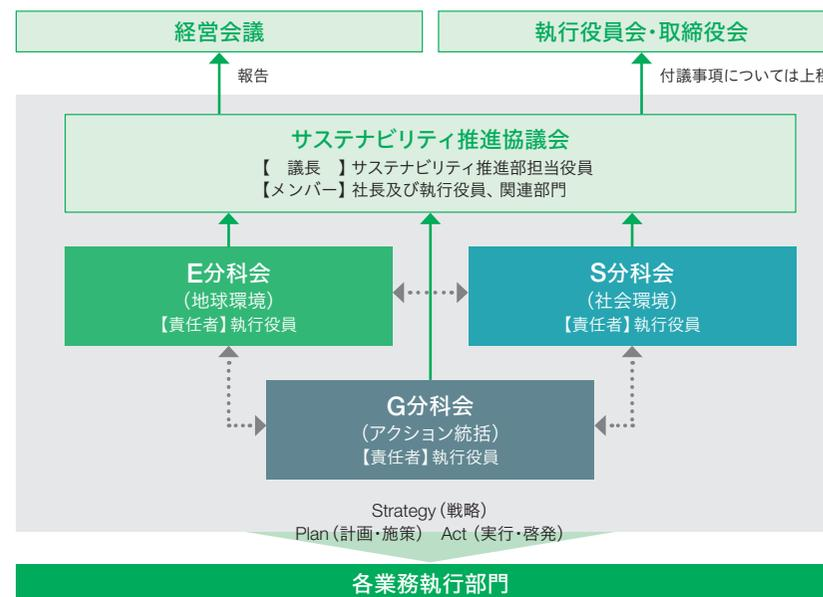 経営会議
執行役員会・取締役会
報告
付議事項については上程
サステナビリティ推進協議会
【　議長　】サステナビリティ推進部担当役員
【メンバー】社長及び執行役員、関連部門
E分科会
（地球環境）
【責任者】執行役員
S分科会
（社会環境）
【責任者】執行役員
G分科会
（アクション統括）
【責任者】執行役員
Strategy（戦略）
Plan（計画・施策）　Act（実行・啓発）
各業務執行部門